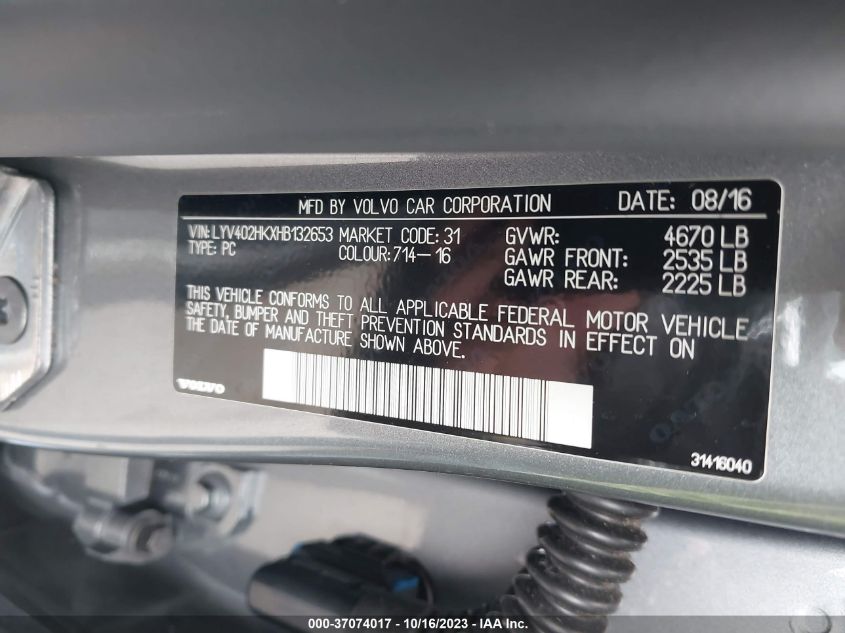 MFD BY VOLVO CAR CORPORATION DATE: 08/16
VIN: LYV402HKXHB132653 MARKET CODE: 31 GVWR: 4670 LB
TYPE: PC COLOUR: 714-16 GAWR FRONT: 2535 LB
GAWR REAR: 2225 LB
THIS VEHICLE CONFORMS TO ALL APPLICABLE FEDERAL MOTOR VEHICLE
SAFETY, BUMPER AND THEFT PREVENTION STANDARDS IN EFFECT ON
THE DATE OF MANUFACTURE SHOWN ABOVE.
VOLVO
31416040
000-37074017 - 10/16/2023 - IAA Inc.